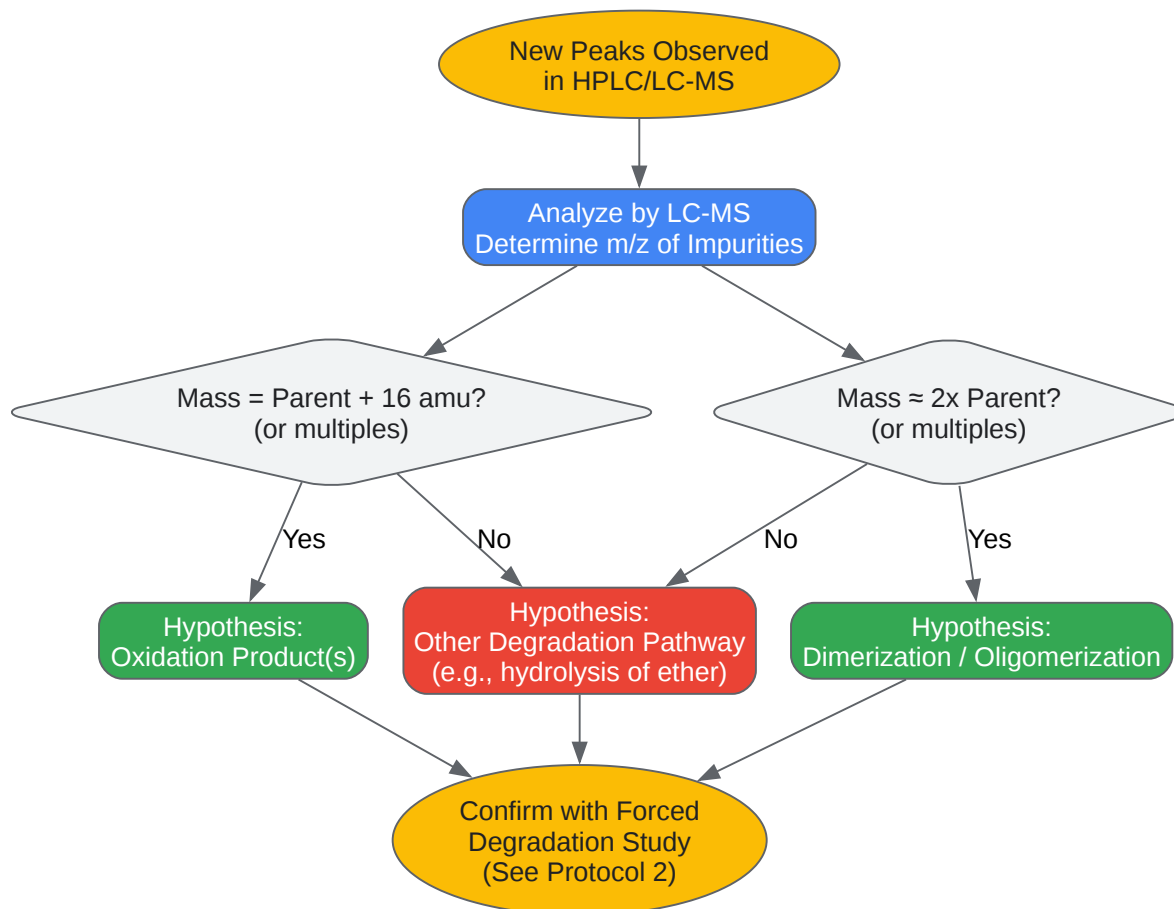 New Peaks Observed
in HPLC/LC-MS
Analyze by LC-MS
Determine m/z of Impurities
Mass = Parent + 16 amu?
(or multiples)
Mass ≈ 2x Parent?
(or multiples)
Yes
No
No
Yes
Hypothesis:
Oxidation Product(s)
Hypothesis:
Other Degradation Pathway
(e.g., hydrolysis of ether)
Hypothesis:
Dimerization / Oligomerization
Confirm with Forced
Degradation Study
(See Protocol 2)